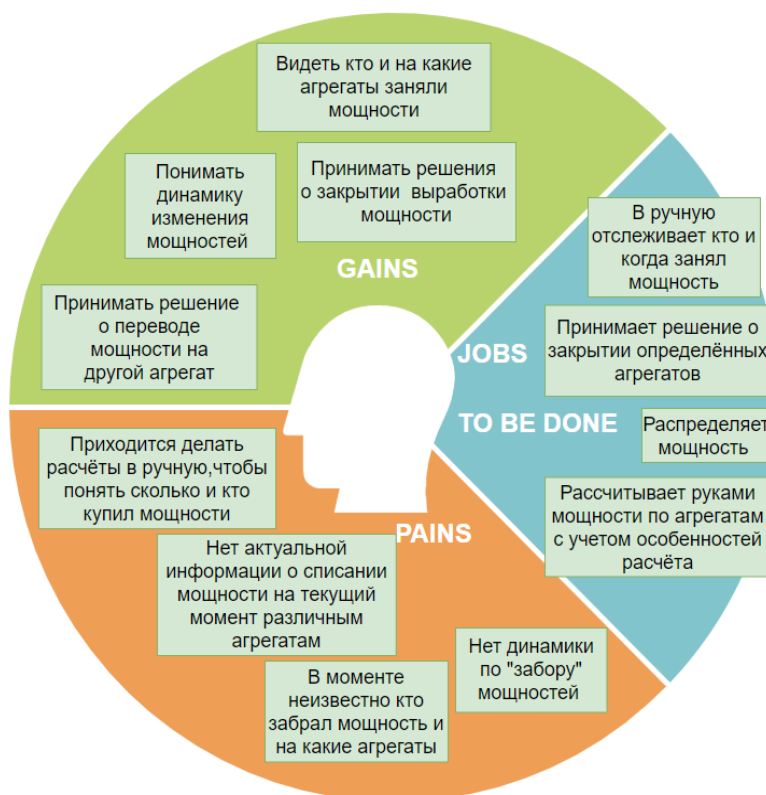 Видеть кто и на какие
агрегаты заняли
мощности
Понимать
динамику
изменения
мощностей
Принимать решения
о закрытии выработки
мощности
GAINS
Принимать решение
о переводе
мощности на
другой агрегат
В ручную
отслеживает кто и
когда занял
мощность
JOBS
Принимает решение о
закрытии определённых
агрегатов
TO BE DONE
Распределяет
мощность
Рассчитывает руками
мощности по агрегатам
с учетом особенностей
расчёта
Приходится делать
расчёты в ручную,чтобы
понять сколько и кто
купил мощности
PAINS
Нет актуальной
информации о списании
мощности на текущий
момент различным
агрегатам
Нет динамики
по "забору"
мощностей
В моменте
неизвестно кто
забрал мощность и
на какие агрегаты